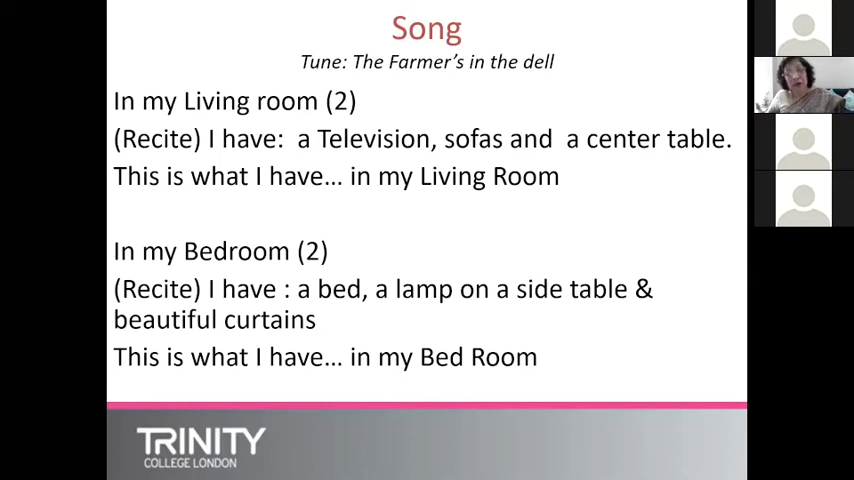 Song
Tune: The Farmer's in the dell
In my Living room (2)
(Recite) I have:  a Television, sofas and  a center table.
This is what I have... in my Living Room
In my Bedroom (2)
(Recite) I have : a bed, a lamp on a side table &
beautiful curtains
This is what I have... in my Bed Room
TRINITY
COLLEGE LONDON